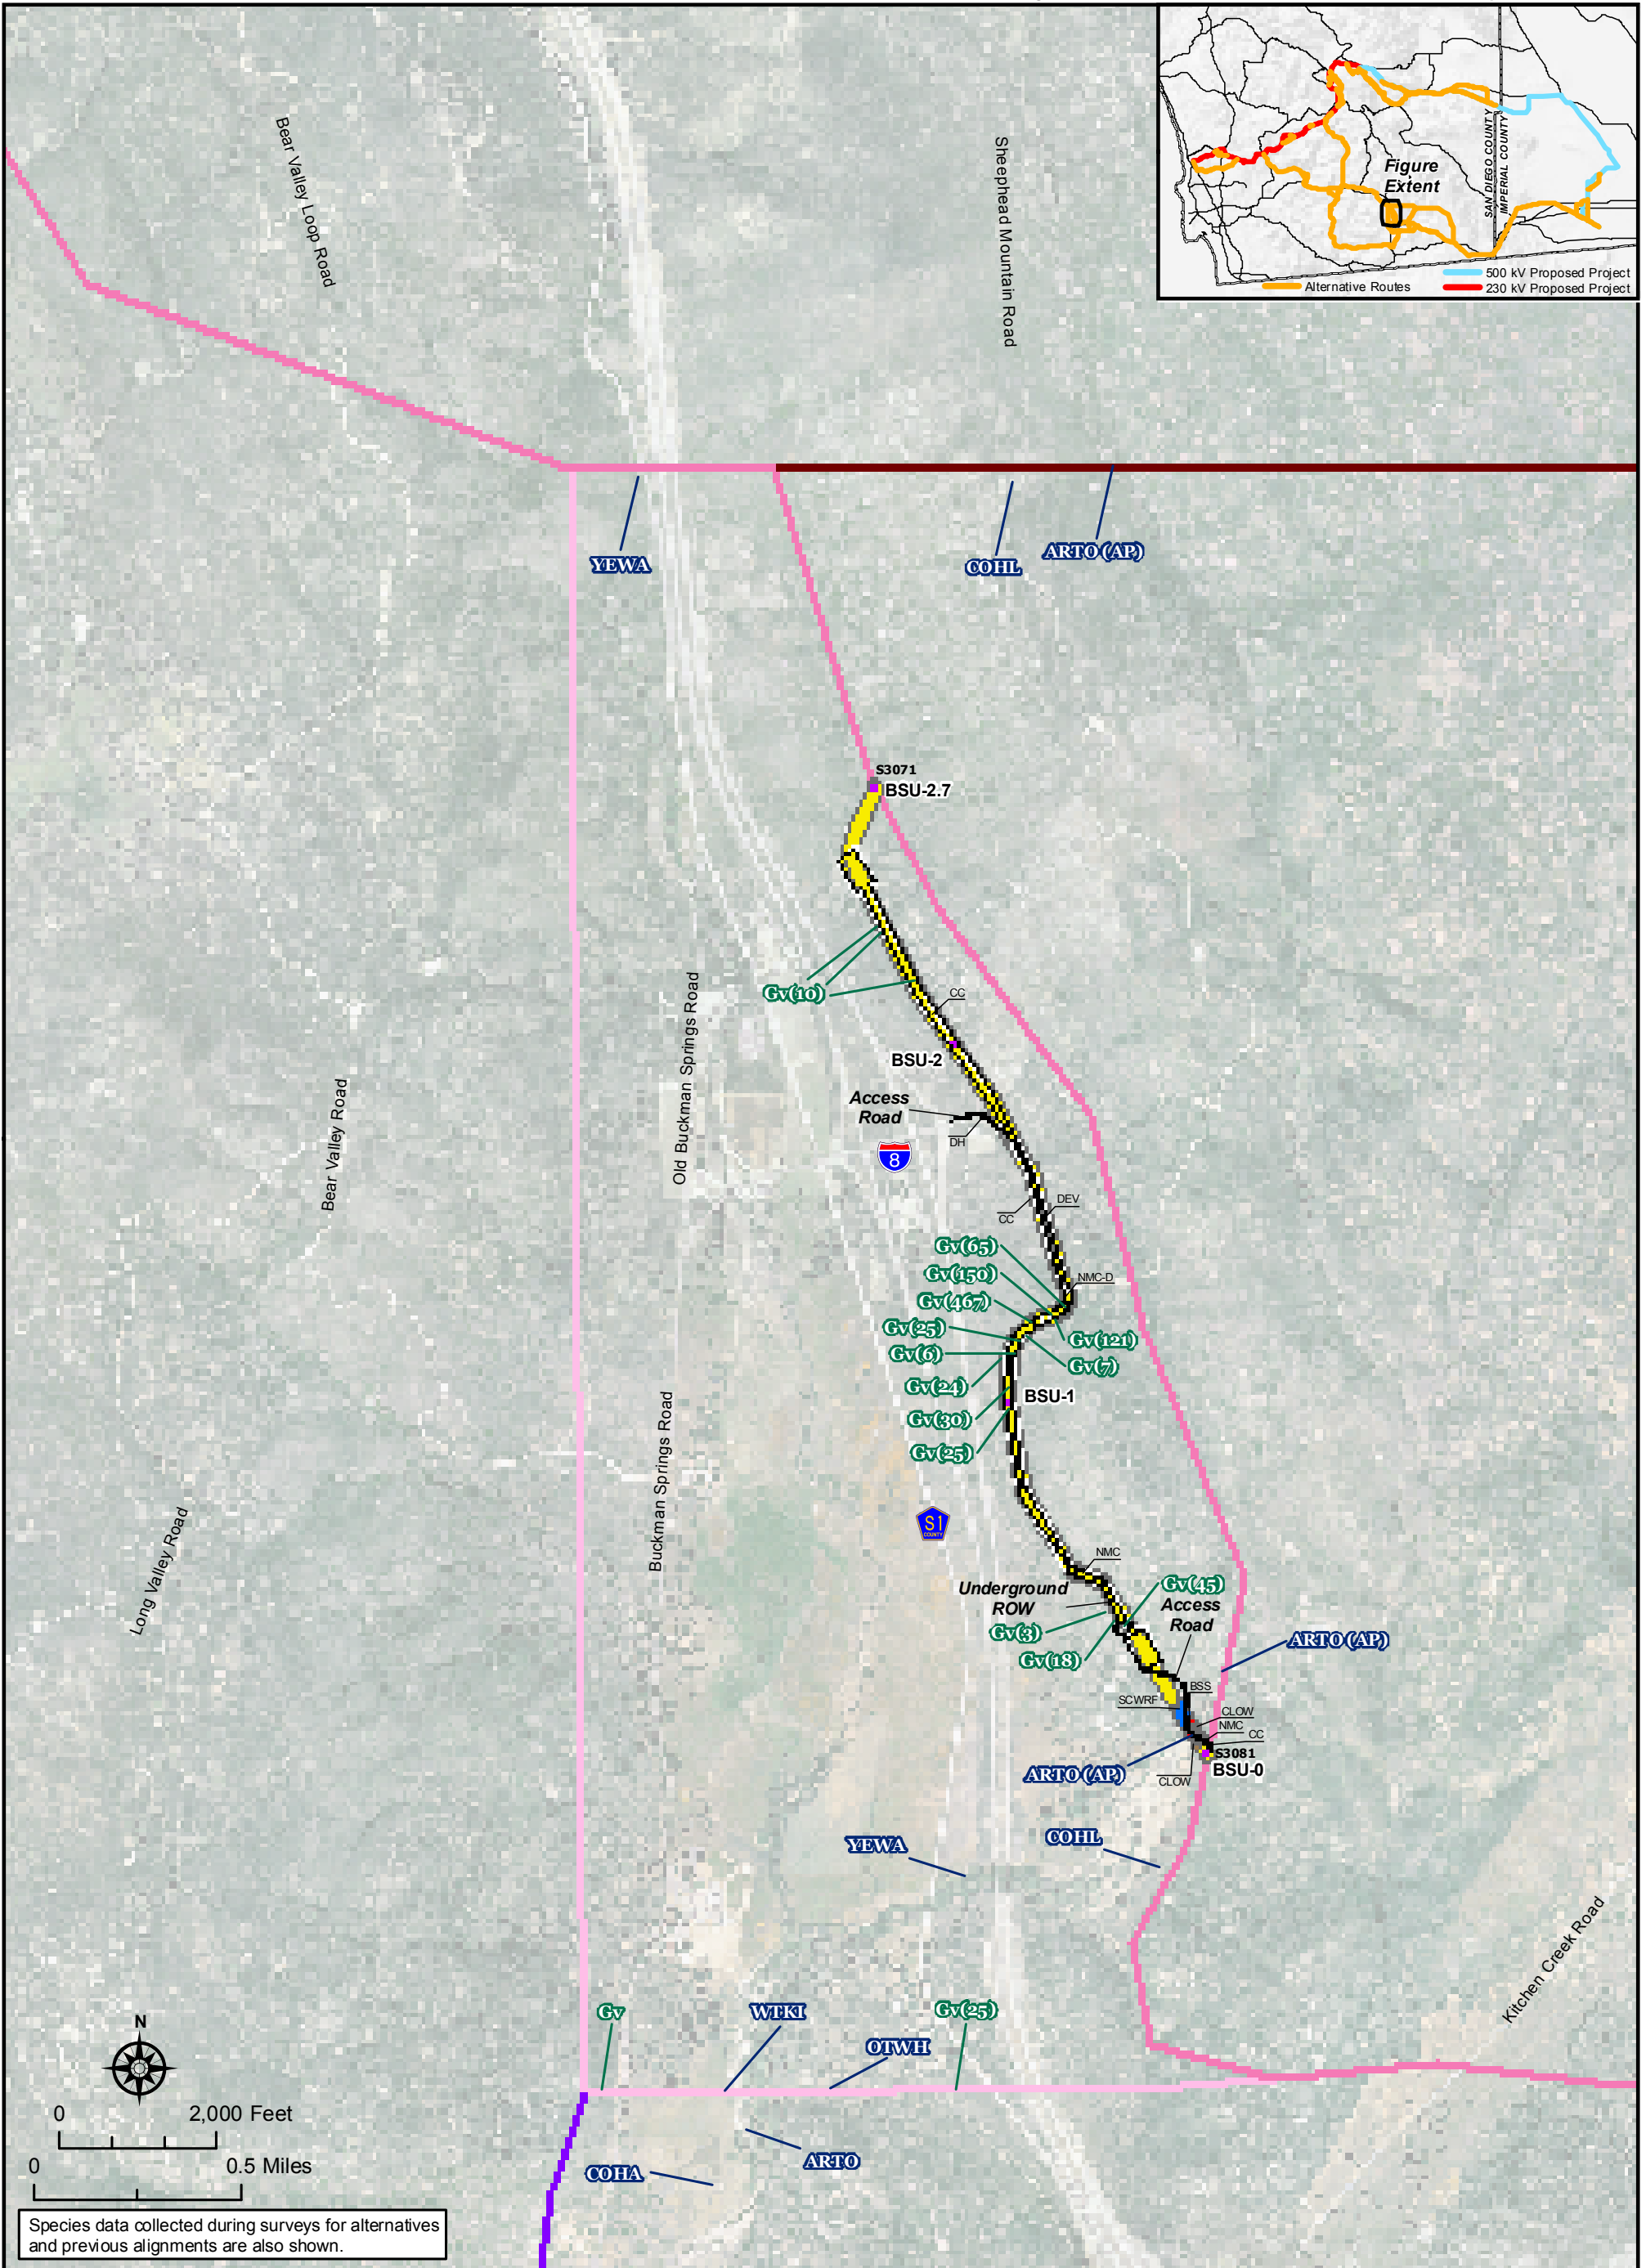 SAN DIEGO COUNTY
IMPERIAL COUNTY
Figure
Extent
500 kV Proposed Project
Alternative Routes
230 kV Proposed Project
Bear Valley Loop Road
Sheephead Mountain Road
YEWA
COHL
ARTO (AP)
S3071
BSU-2.7
Gv(10)
CC
Old Buckman Springs Road
BSU-2
Access
Road
DH
8
Bear Valley Road
DEV
CC
Gv(65)
Gv(150)
NMC-D
Gv(467)
Gv(25)
Gv(121)
Gv(6)
Gv(7)
Gv(24)
BSU-1
Gv(30)
Gv(25)
Buckman Springs Road
S1
COUNTY
Long Valley Road
NMC
Underground
ROW
Gv(45)
Access
Road
Gv(3)
Gv(18)
ARTO (AP)
BSS
SCWRF
CLOW
NMC
CC
S3081
BSU-0
ARTO (AP)
CLOW
YEWA
COHL
Kitchen Creek Road
Gv
WTKI
Gv(25)
OTWH
N
0 2,000 Feet
0 0.5 Miles
ARTO
COHA
Species data collected during surveys for alternatives
and previous alignments are also shown.